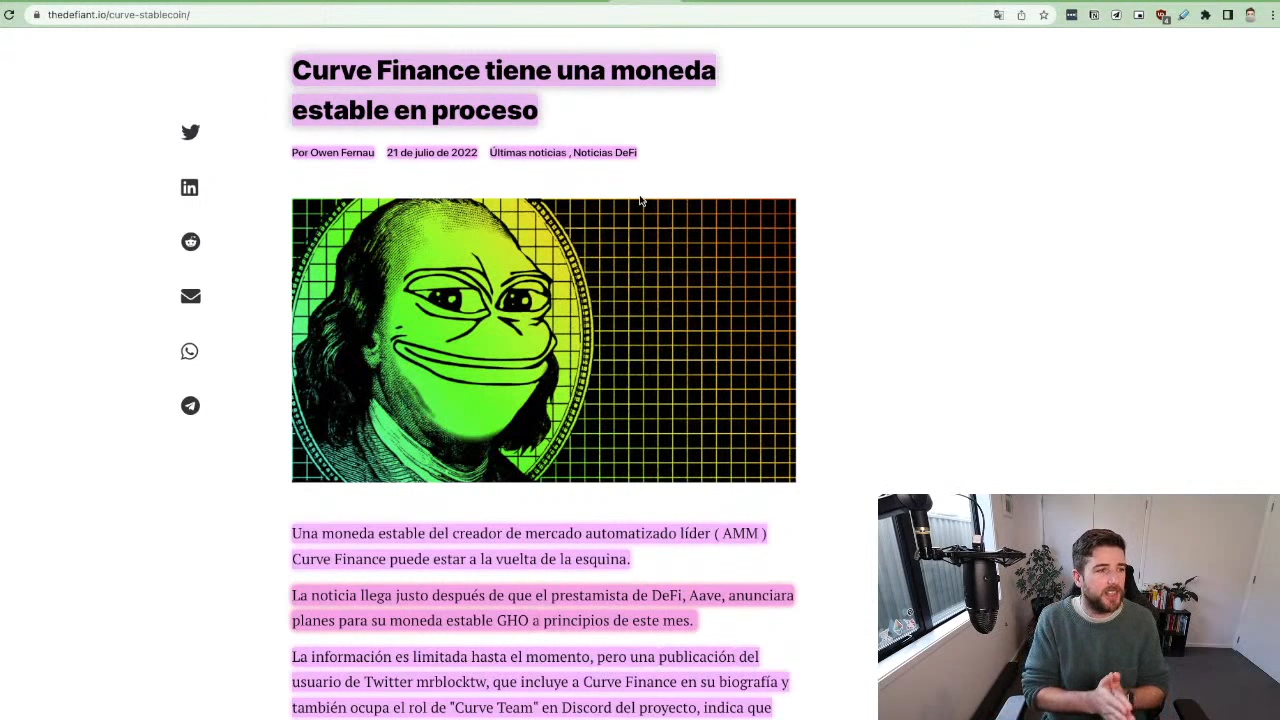 thedefiant.io/curve-stablecoin/
Curve Finance tiene una moneda
estable en proceso
Por Owen Fernau 21 de julio de 2022 Últimas noticias , Noticias DeFi
Una moneda estable del creador de mercado automatizado líder ( AMM )
Curve Finance puede estar a la vuelta de la esquina.
La noticia llega justo después de que el prestamista de DeFi, Aave, anunciara
planes para su moneda estable GHO a principios de este mes.
La información es limitada hasta el momento, pero una publicación del
usuario de Twitter mrblocktw, que incluye a Curve Finance en su biografía y
también ocupa el rol de "Curve Team" en Discord del proyecto, indica que